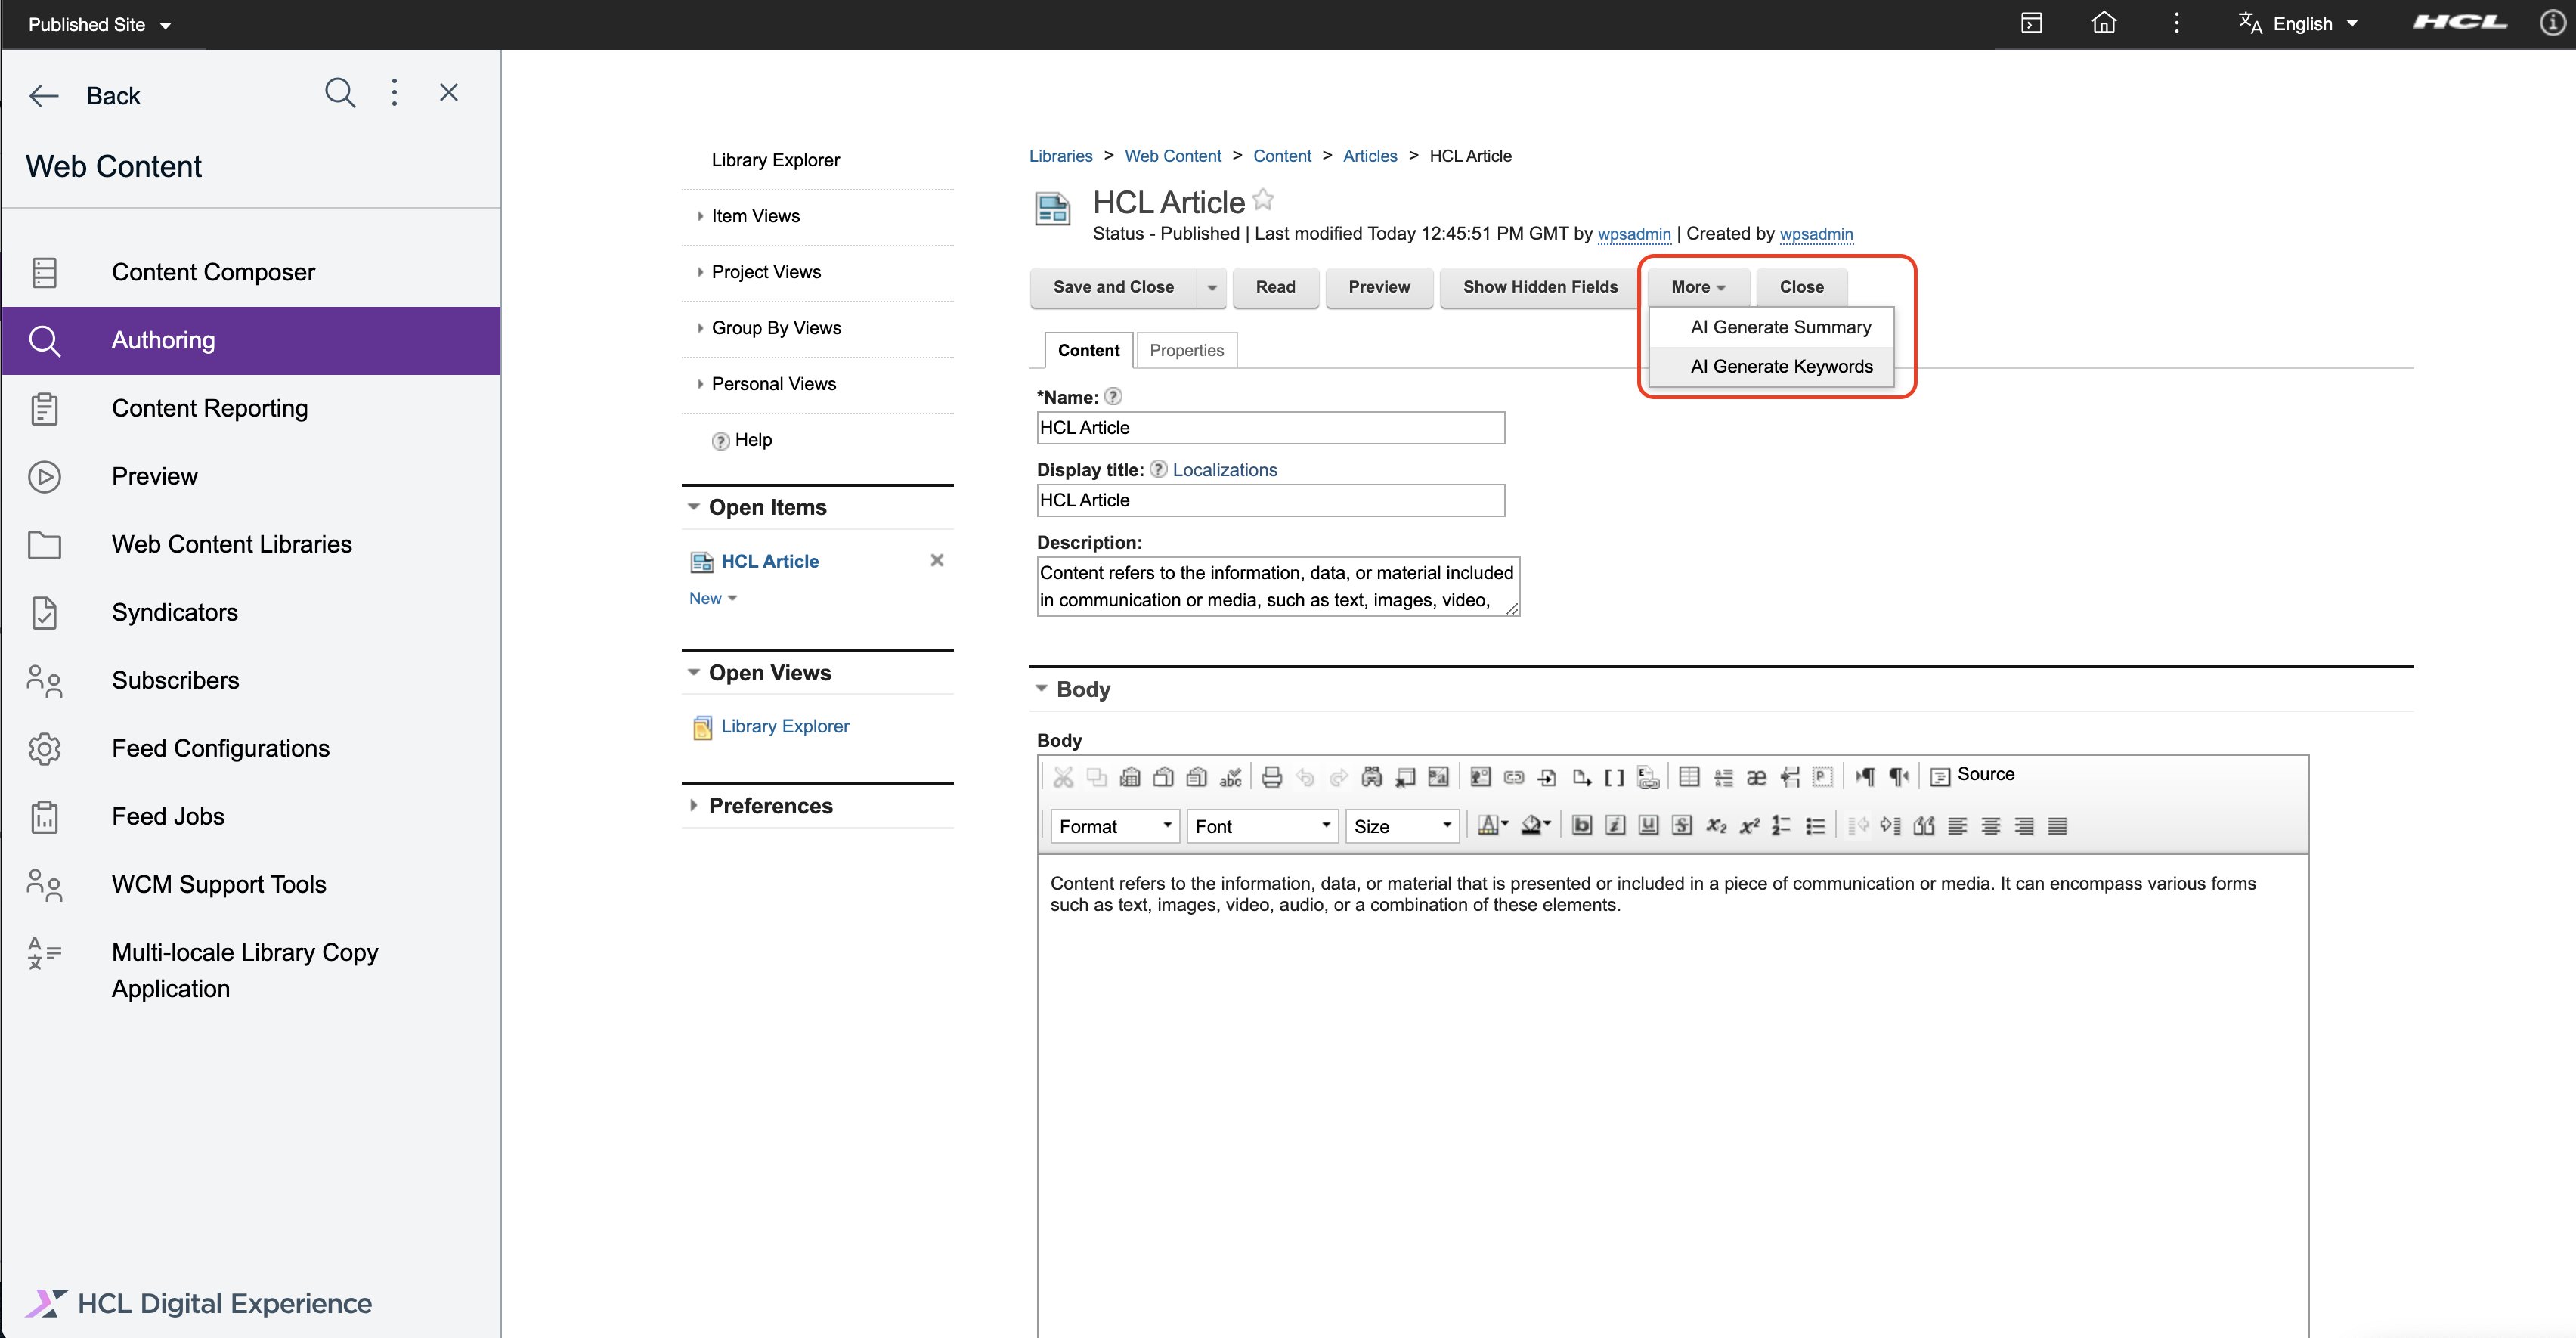 Published Site
English
HCL
Back
Web Content
Content Composer
Authoring
Content Reporting
Preview
Web Content Libraries
Syndicators
Subscribers
Feed Configurations
Feed Jobs
WCM Support Tools
Multi-locale Library Copy
Application
HCL Digital Experience
Library Explorer
Item Views
Project Views
Group By Views
Personal Views
? Help
Open Items
HCL Article
New
Open Views
Library Explorer
Preferences
Libraries > Web Content > Content > Articles > HCL Article
HCL Article
Status - Published | Last modified Today 12:45:51 PM GMT by wpsadmin | Created by wpsadmin
Save and Close Read Preview Show Hidden Fields More Close
AI Generate Summary
AI Generate Keywords
Content Properties
*Name: ?
HCL Article
Display title: ? Localizations
HCL Article
Description:
Content refers to the information, data, or material included
in communication or media, such as text, images, video,
Body
Body
Source
Format Font Size
Content refers to the information, data, or material that is presented or included in a piece of communication or media. It can encompass various forms
such as text, images, video, audio, or a combination of these elements.